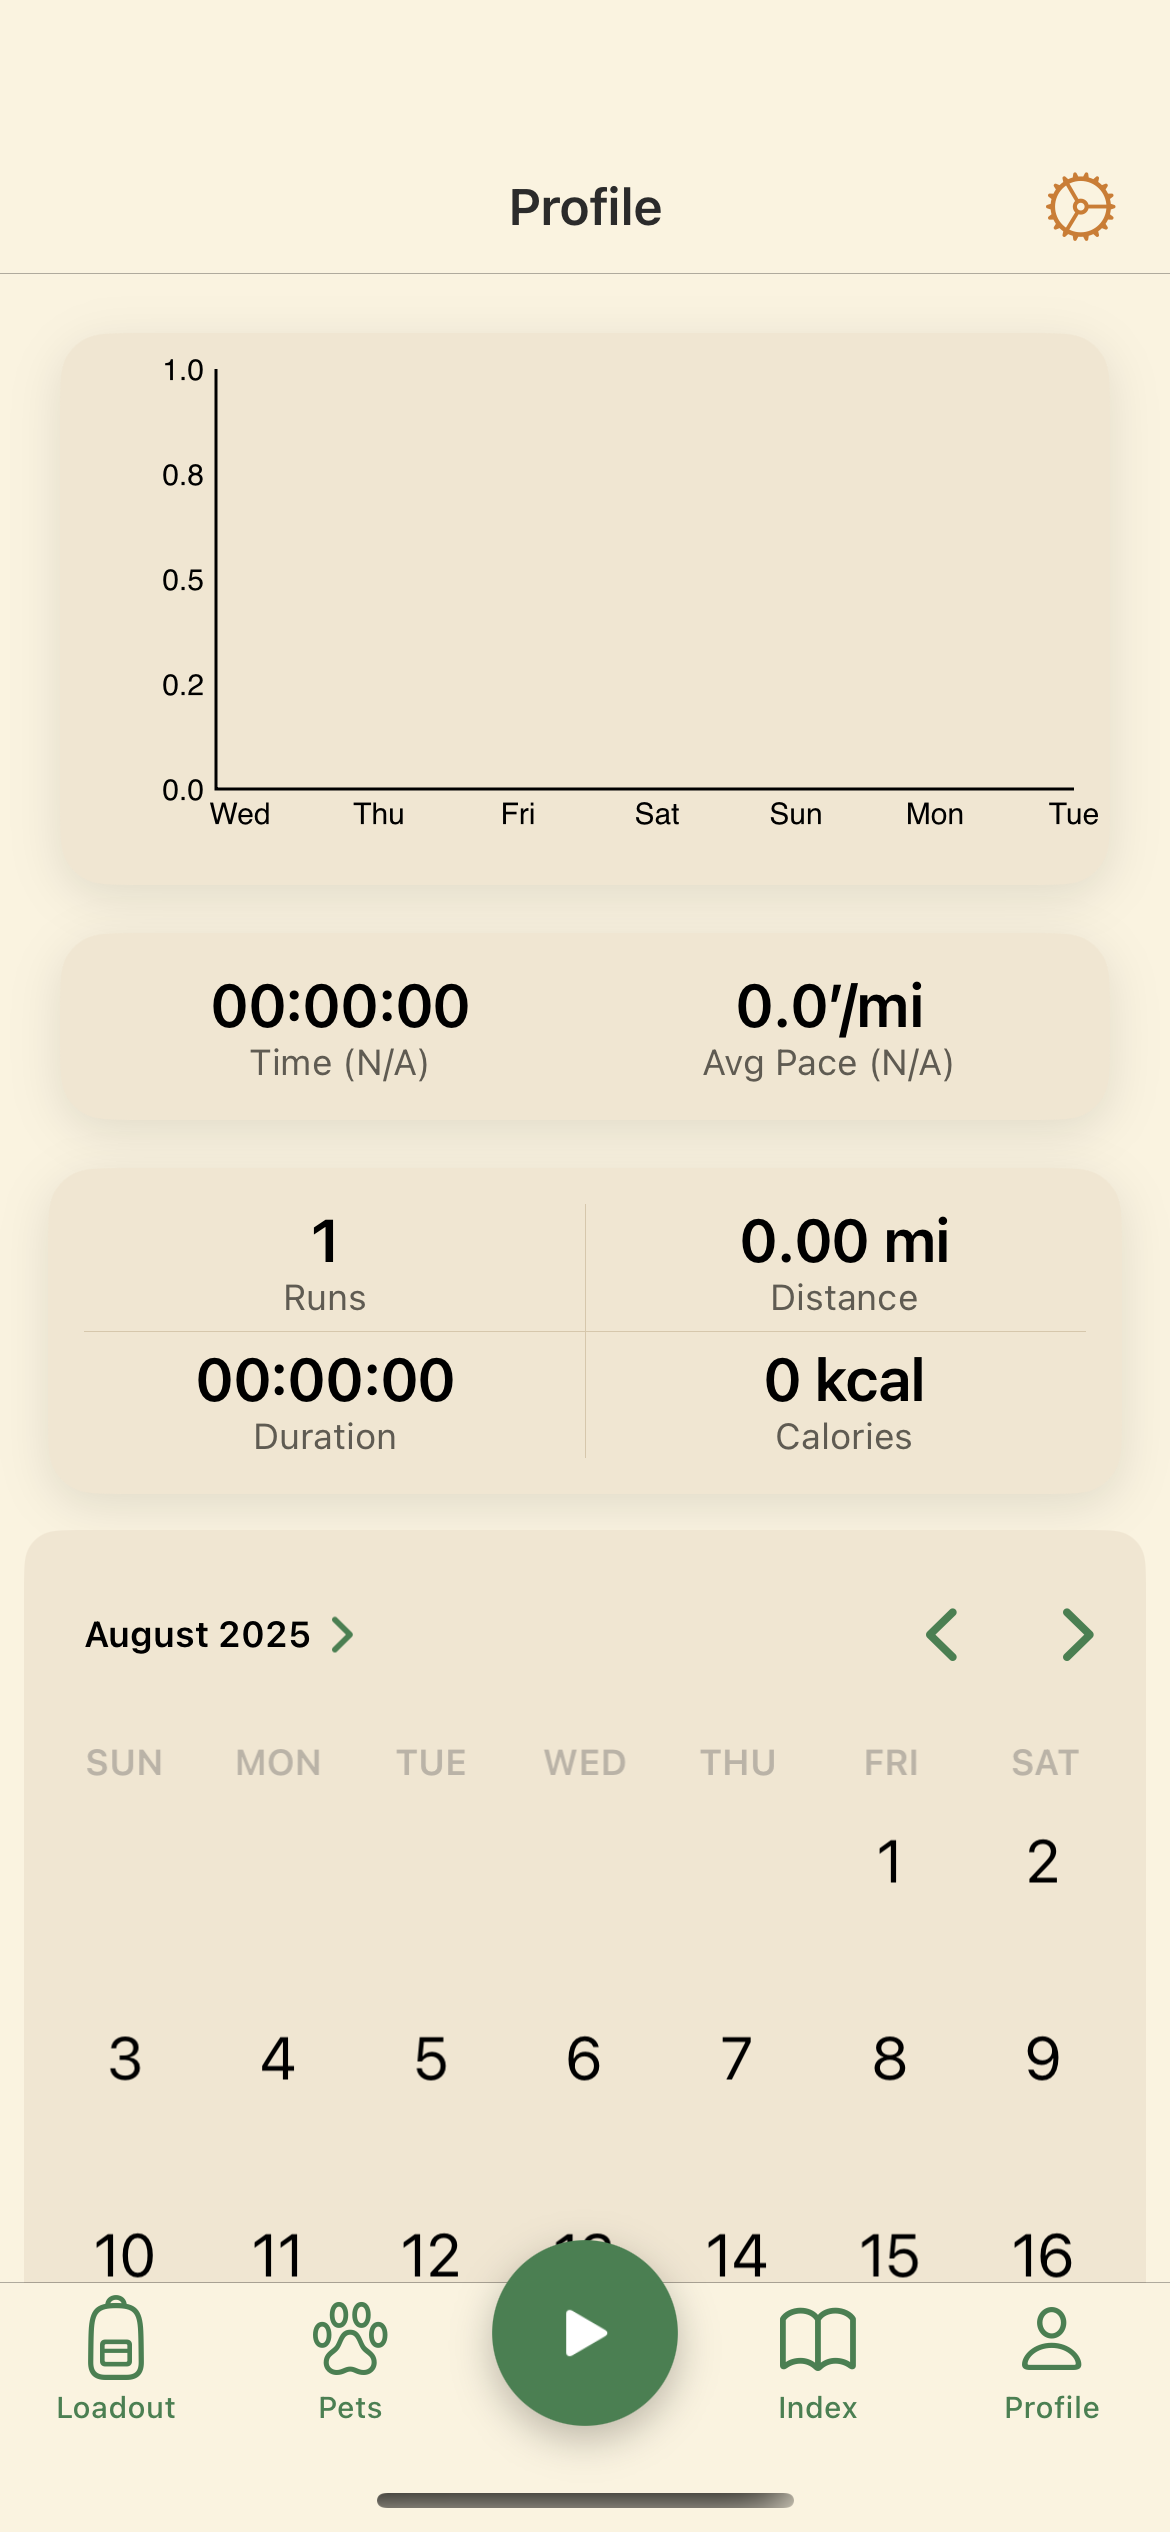 Profile
1.0
0.8
0.5
0.2
0.0
Wed Thu Fri Sat Sun Mon Tue
00:00:00 0.0'/mi
Time (N/A) Avg Pace (N/A)
1 0.00 mi
Runs Distance
00:00:00 0 kcal
Duration Calories
August 2025
SUN MON TUE WED THU FRI SAT
1 2
3 4 5 6 7 8 9
10 11 12 14 15 16
Loadout Pets Index Profile